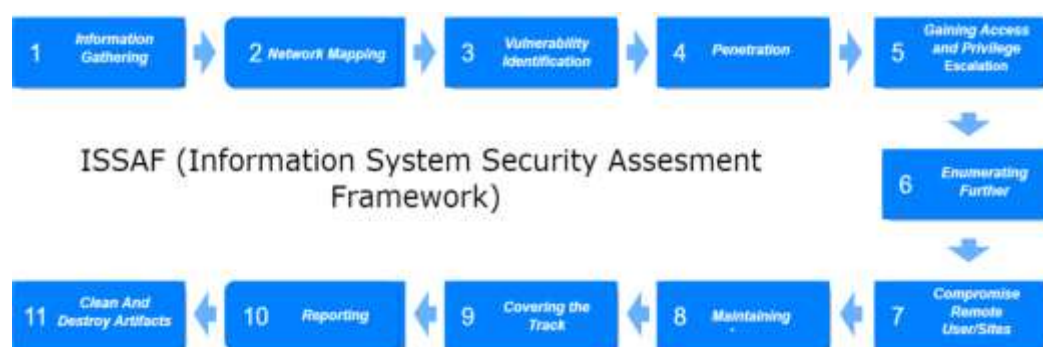 1 Information
Gathering
2 Network Mapping
3 Vulnerability
Identification
4 Penetration
5 Gaining Access
and Privilege
Escalation
ISSAF (Information System Security Assesment
Framework)
6 Enumerating
Further
7 Compromise
Remote
User/Sites
8 Maintaining
9 Covering the
Track
10 Reporting
11 Clean And
Destroy Artifacts